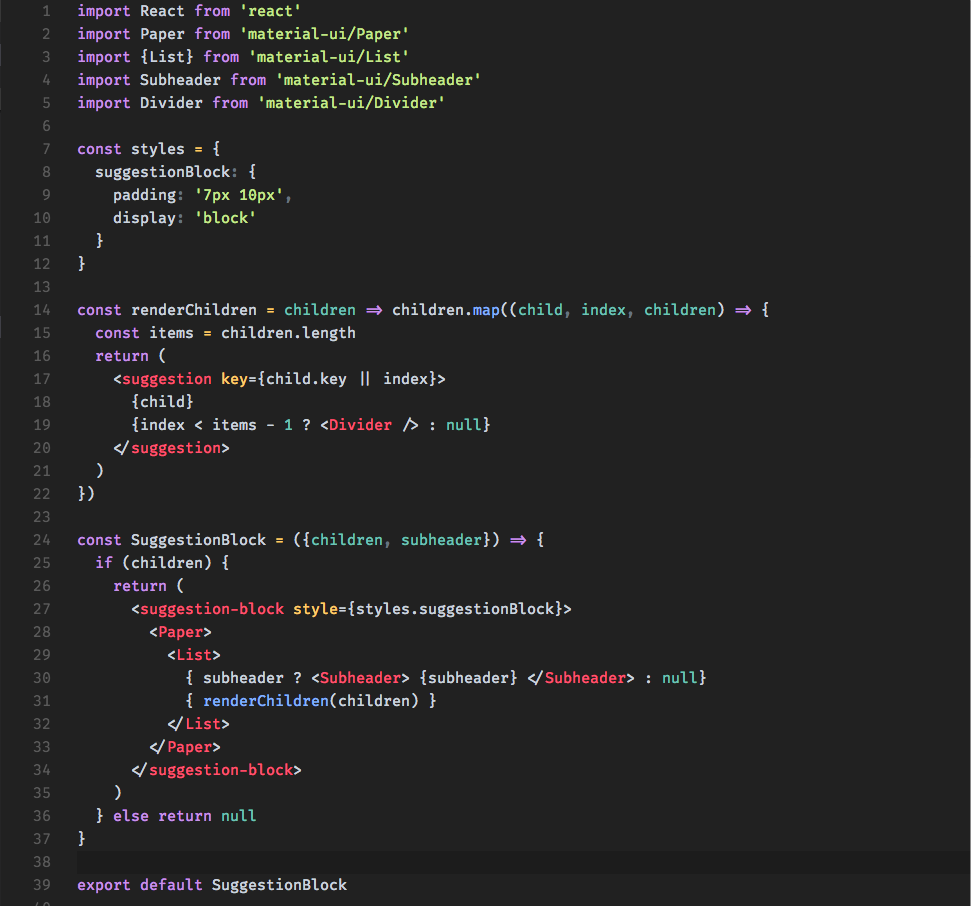 1 import React from 'react'
2 import Paper from 'material-ui/Paper'
3 import {List} from 'material-ui/List'
4 import Subheader from 'material-ui/Subheader'
5 import Divider from 'material-ui/Divider'
6
7 const styles = {
8   suggestionBlock: {
9     padding: '7px 10px',
10     display: 'block'
11   }
12 }
13
14 const renderChildren = children => children.map((child, index, children) => {
15   const items = children.length
16   return (
17     <suggestion key={child.key || index}>
18       {child}
19       {index < items - 1 ? <Divider /> : null}
20     </suggestion>
21   )
22 })
23
24 const SuggestionBlock = ({children, subheader}) => {
25   if (children) {
26     return (
27       <suggestion-block style={styles.suggestionBlock}>
28         <Paper>
29           <List>
30             { subheader ? <Subheader> {subheader} </Subheader> : null}
31             { renderChildren(children) }
32           </List>
33         </Paper>
34       </suggestion-block>
35     )
36   } else return null
37 }
38
39 export default SuggestionBlock